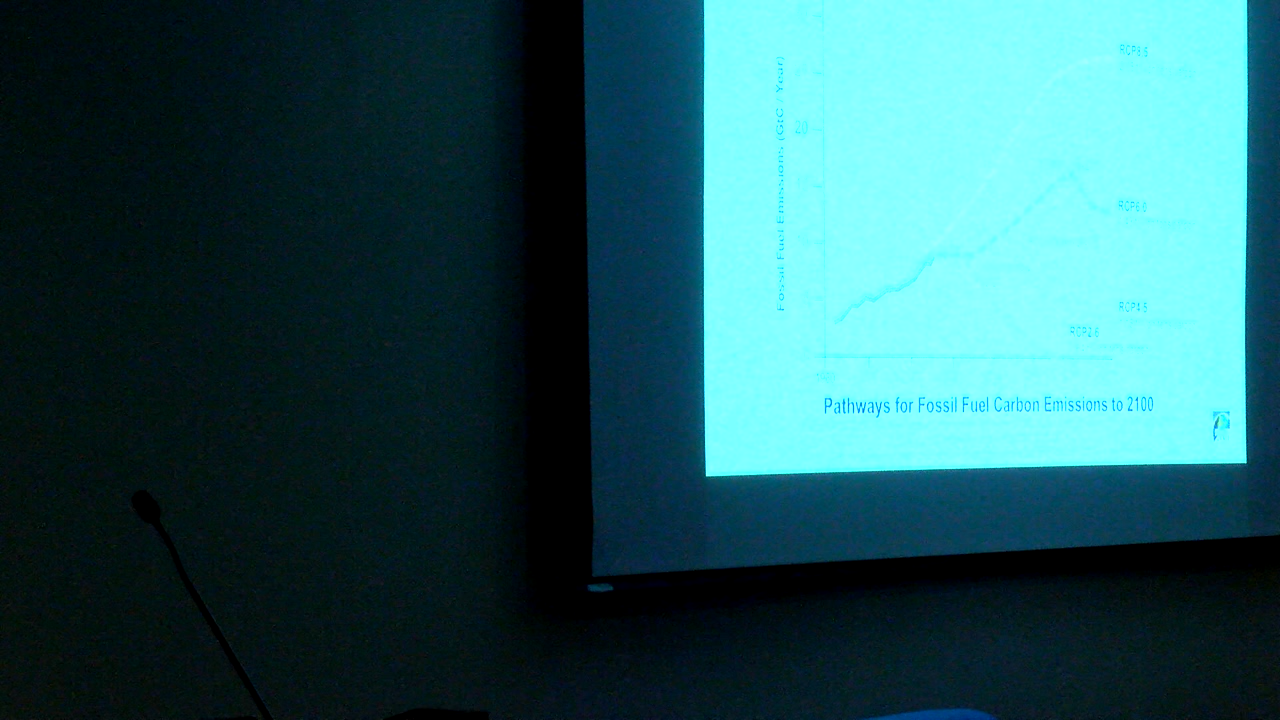 RCP8.5
Fossil Fuel Emissions (GtC / Year)
20
RCP6.0
RCP4.5
RCP2.6
Pathways for Fossil Fuel Carbon Emissions to 2100